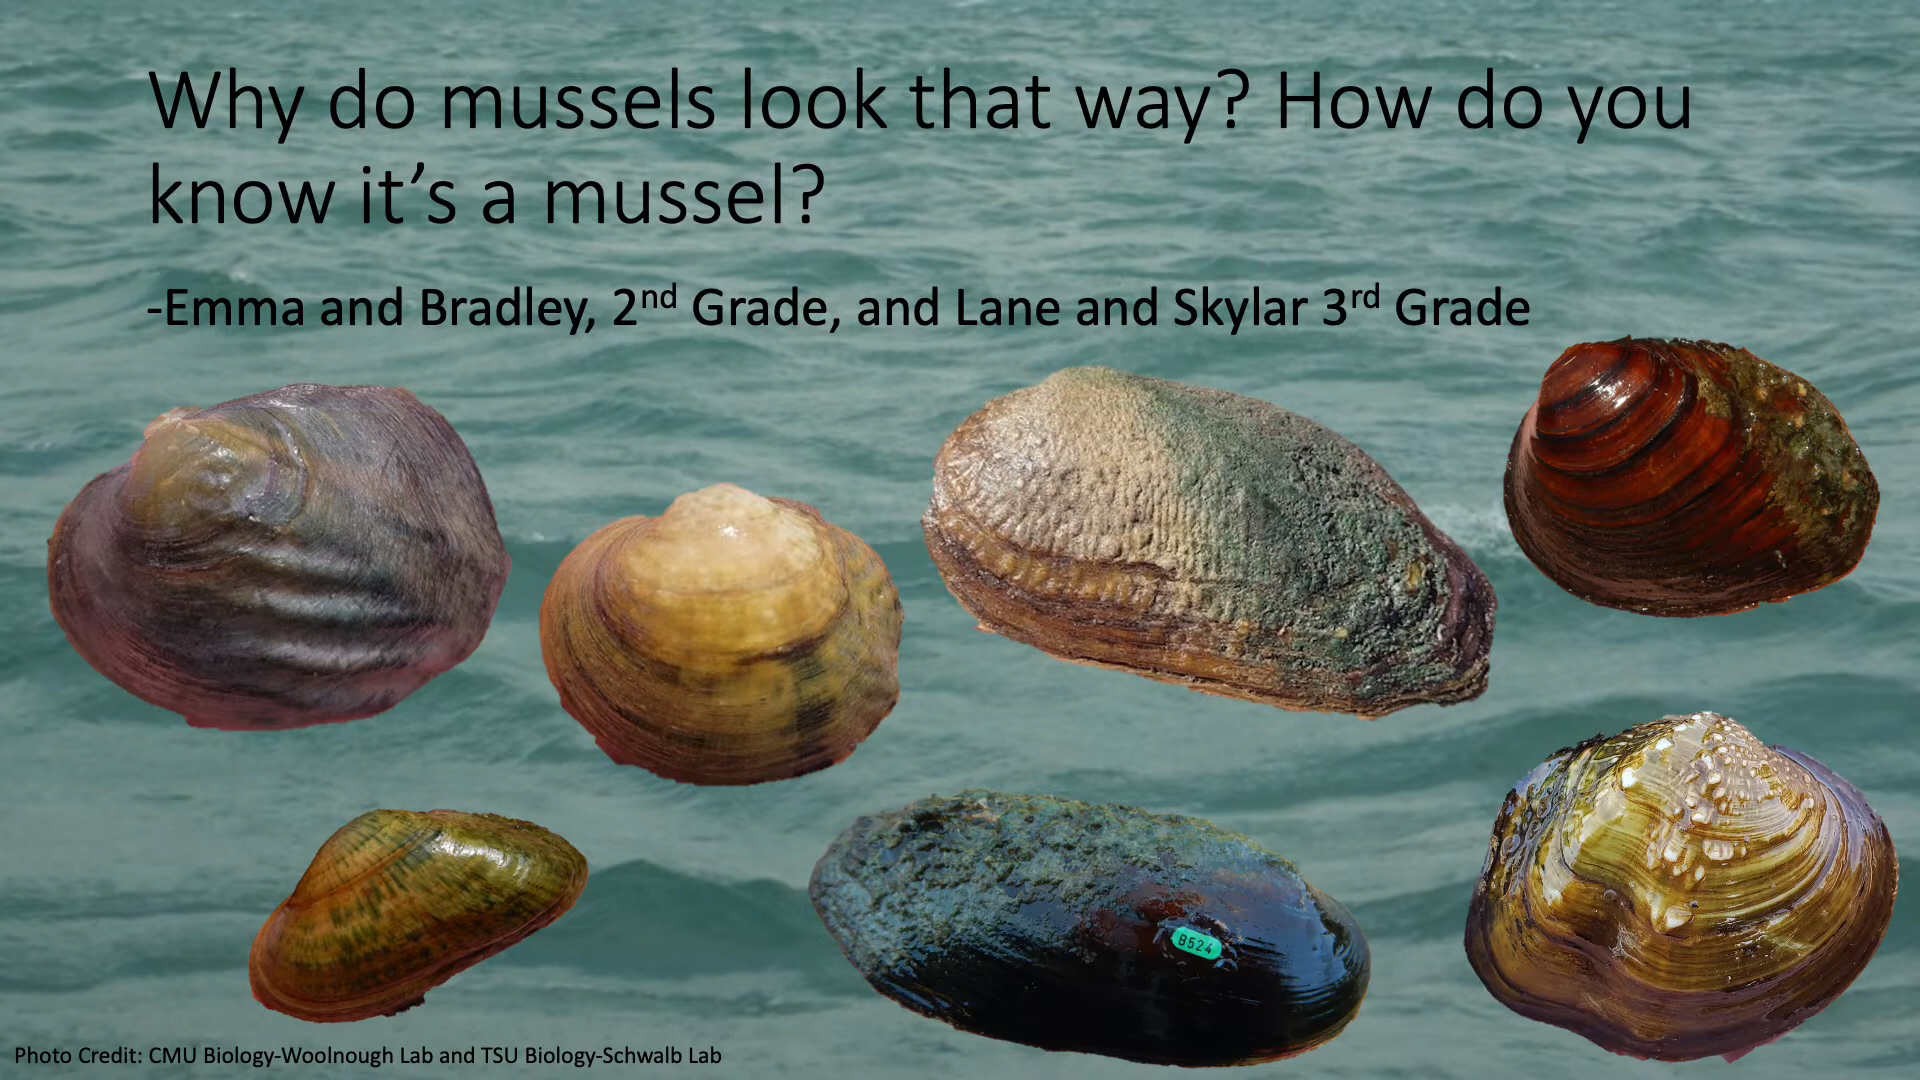 Why do mussels look that way? How do you
know it’s a mussel?
-Emma and Bradley, 2nd Grade, and Lane and Skylar 3rd Grade
B524
Photo Credit: CMU Biology-Woolnough Lab and TSU Biology-Schwalb Lab